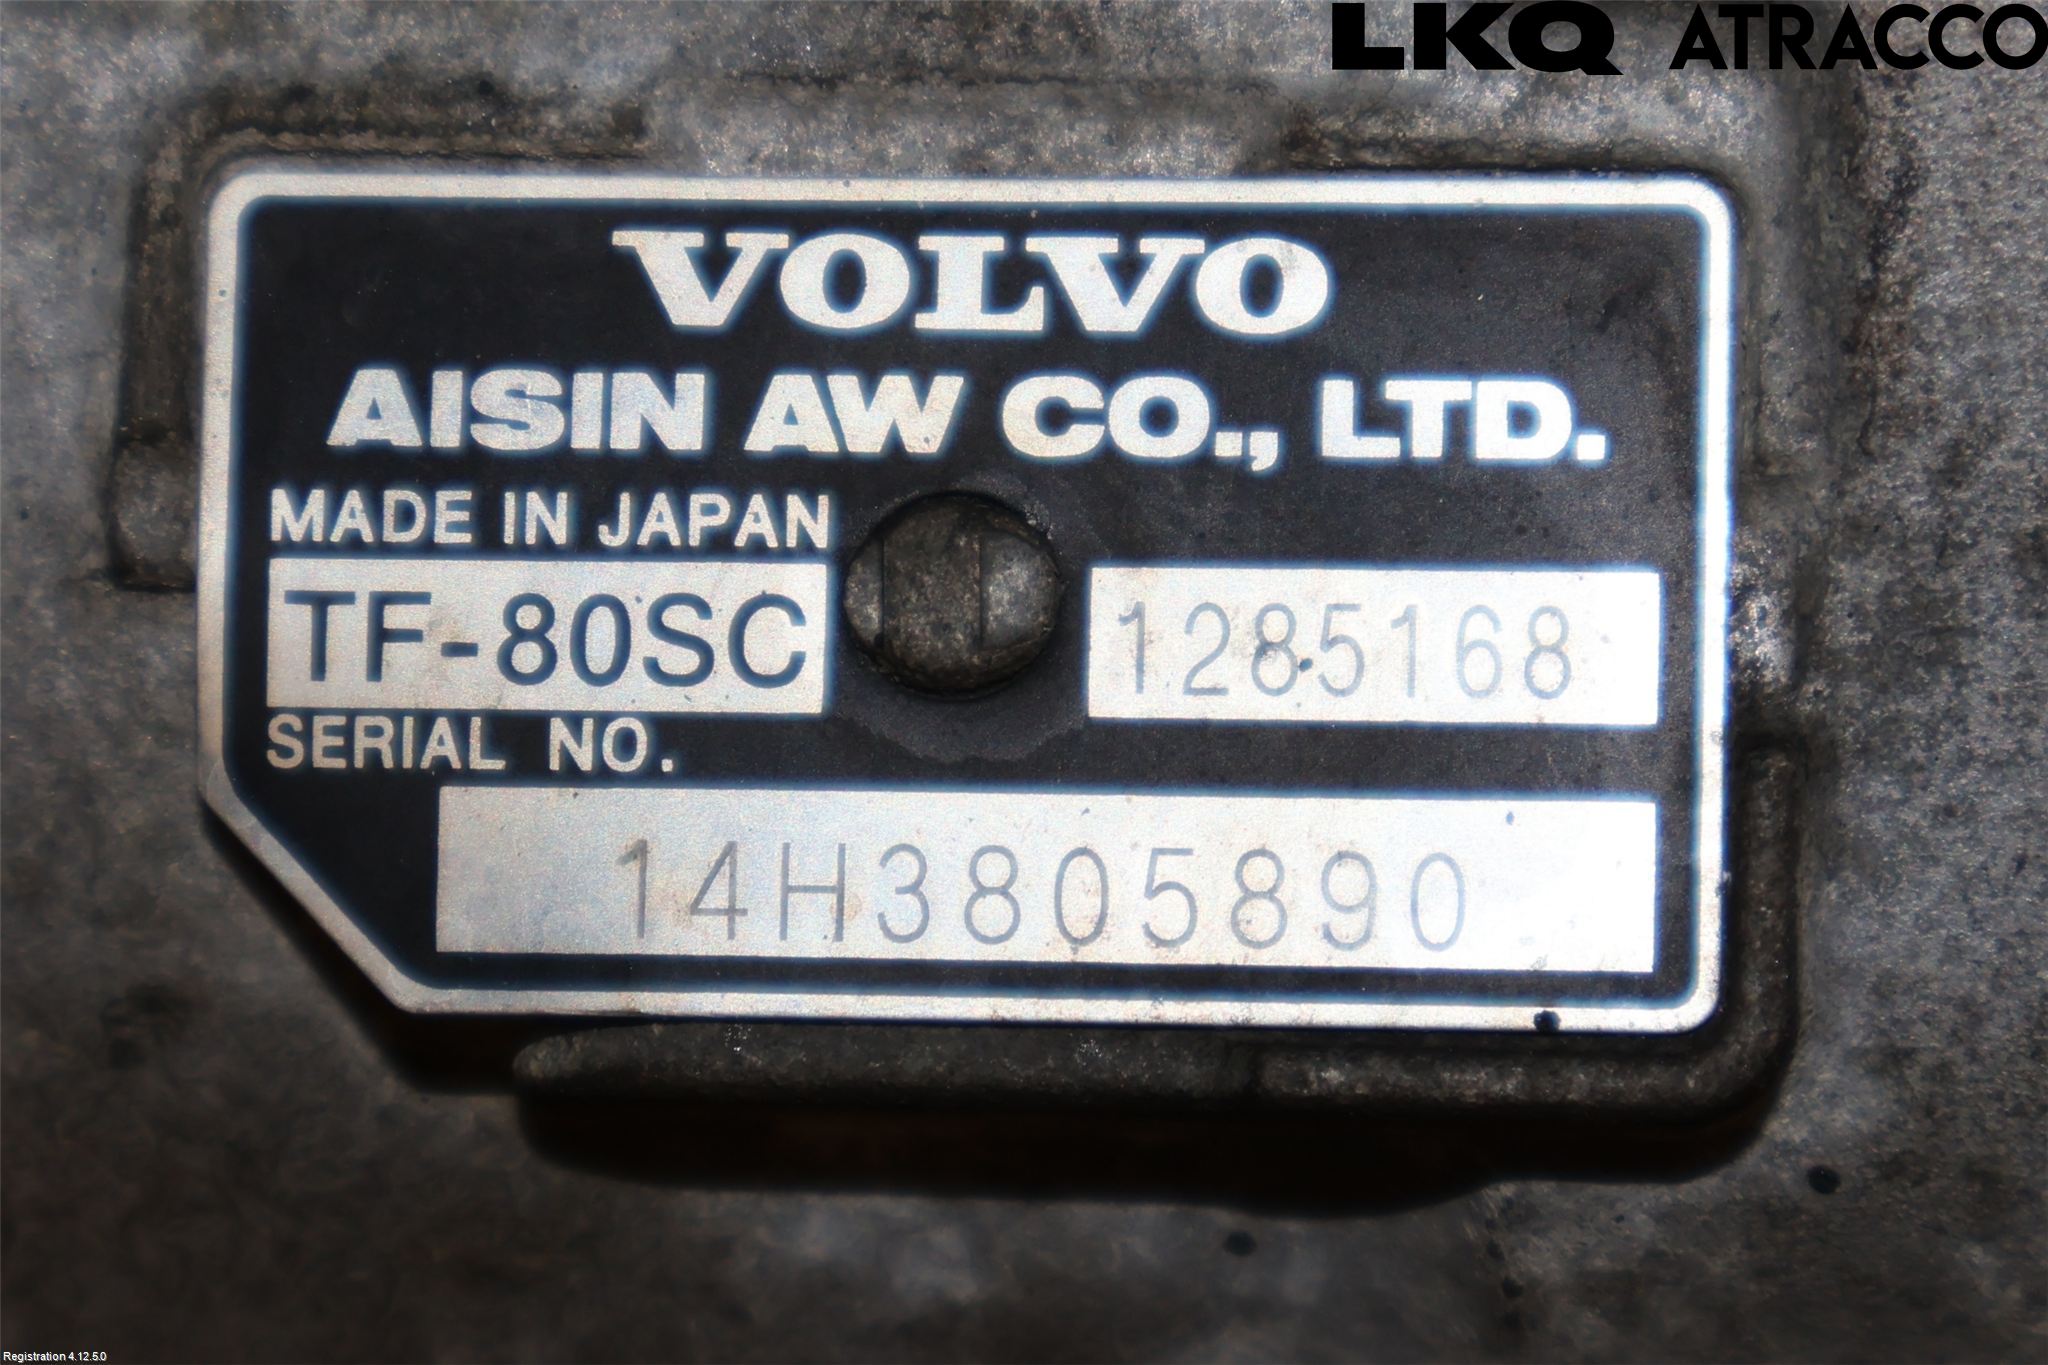 LKQ ATRACCO
VOLVO
AISIN AW CO., LTD.
MADE IN JAPAN
TF-80SC 1285168
SERIAL NO.
14H3805890
Registration 4.12.5.0